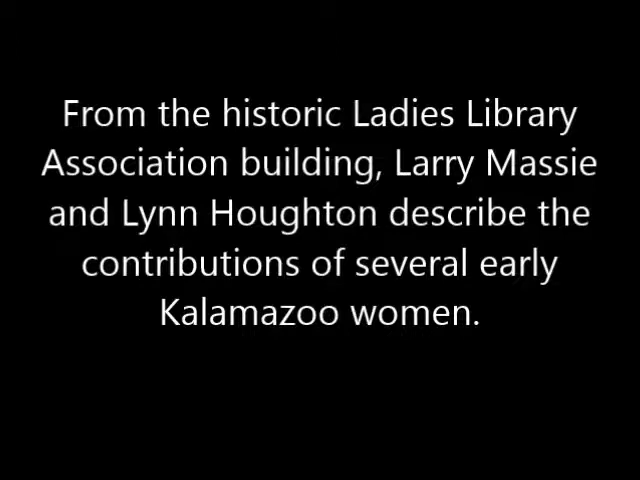 From the historic Ladies Library
Association building, Larry Massie
and Lynn Houghton describe the
contributions of several early
Kalamazoo women.